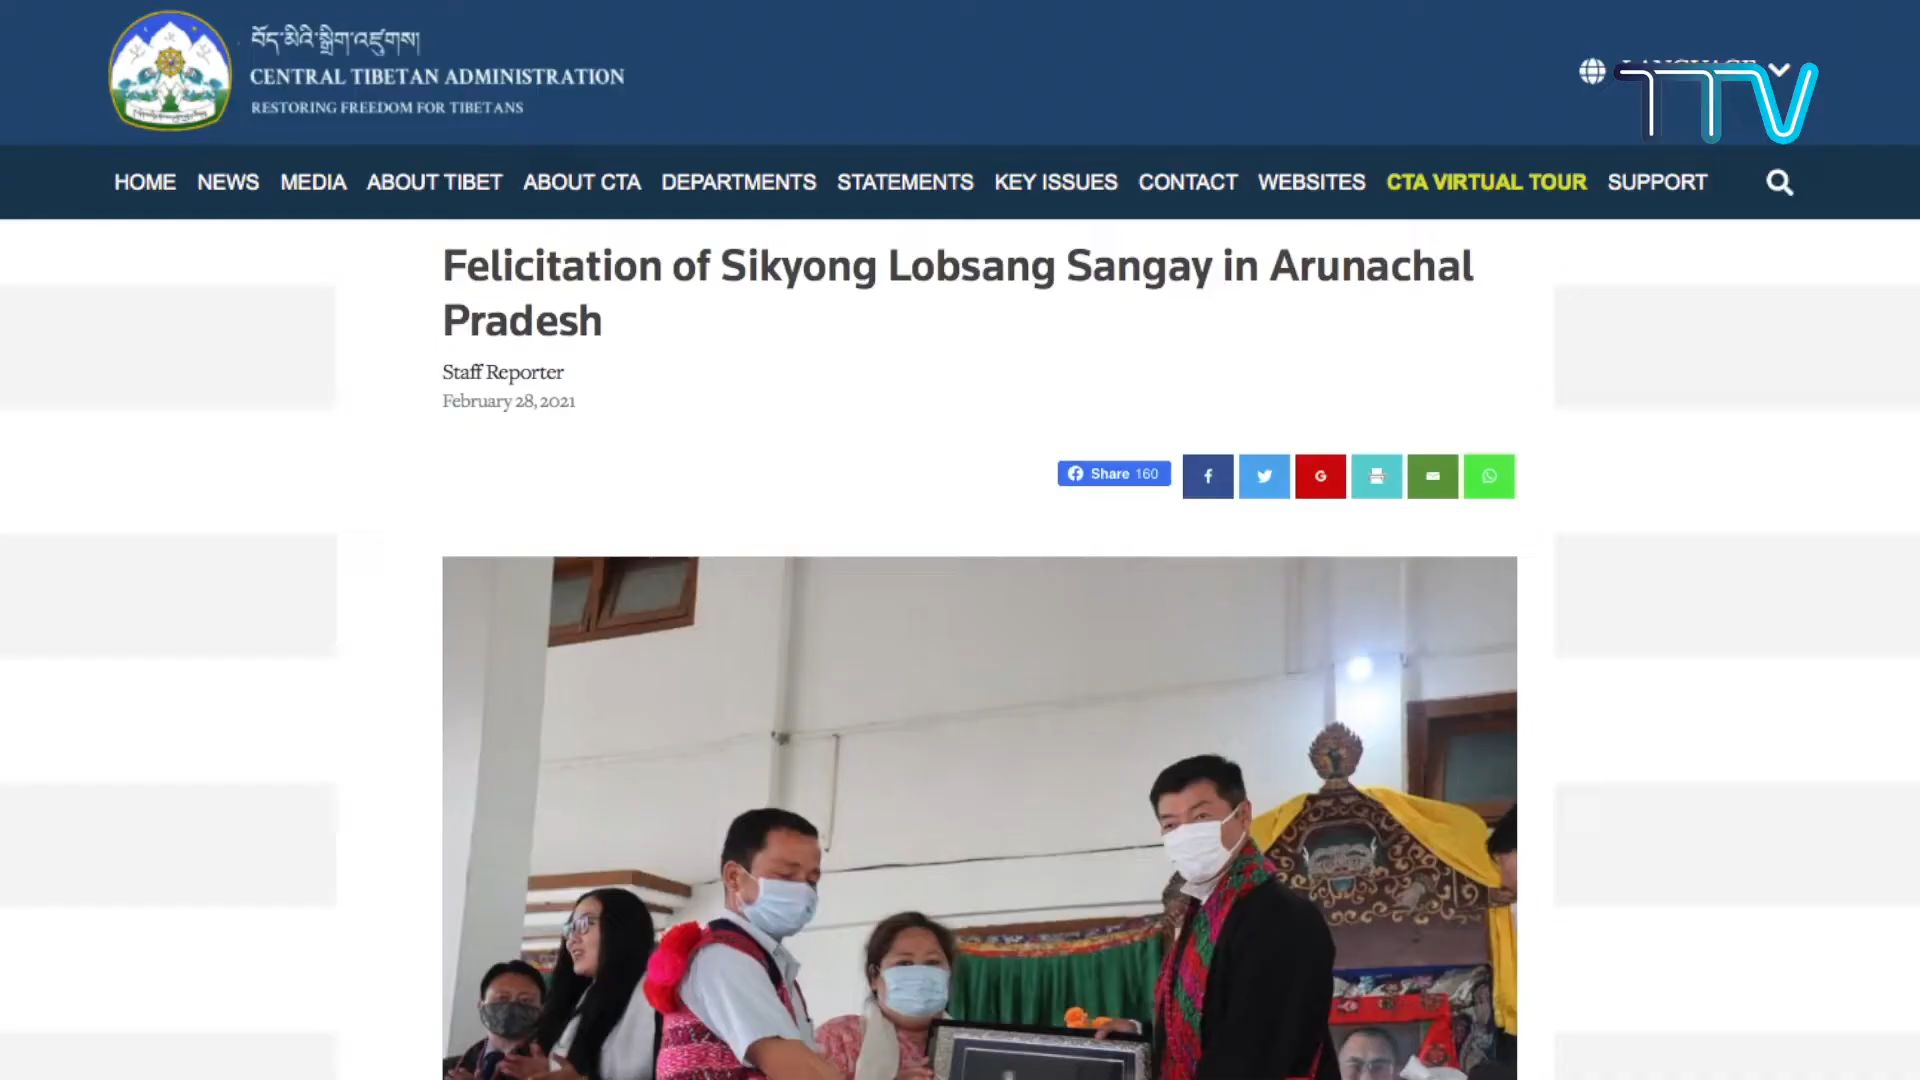 བོད་མིའི་སྒྲིག་འཛུགས།
CENTRAL TIBETAN ADMINISTRATION
RESTORING FREEDOM FOR TIBETANS
LANGUAGE
TTV
HOME NEWS MEDIA ABOUT TIBET ABOUT CTA DEPARTMENTS STATEMENTS KEY ISSUES CONTACT WEBSITES CTA VIRTUAL TOUR SUPPORT
Felicitation of Sikyong Lobsang Sangay in Arunachal
Pradesh
Staff Reporter
February 28, 2021
Share 160